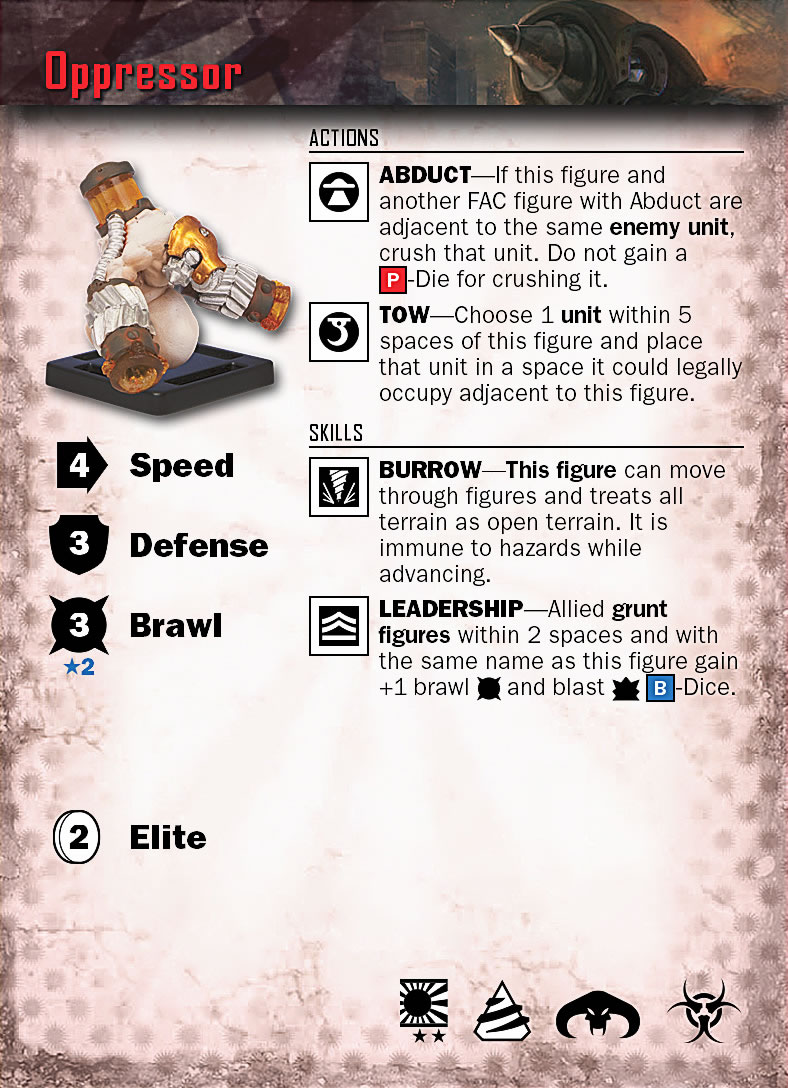 Oppressor
ACTIONS
ABDUCT—If this figure and
another FAC figure with Abduct are
adjacent to the same enemy unit,
crush that unit. Do not gain a
P-Die for crushing it.
TOW—Choose 1 unit within 5
spaces of this figure and place
that unit in a space it could legally
occupy adjacent to this figure.
SKILLS
BURROW—This figure can move
through figures and treats all
terrain as open terrain. It is
immune to hazards while
advancing.
LEADERSHIP—Allied grunt
figures within 2 spaces and with
the same name as this figure gain
+1 brawl and blast B-Dice.
4 Speed
3 Defense
3 Brawl
★2
2 Elite
★★